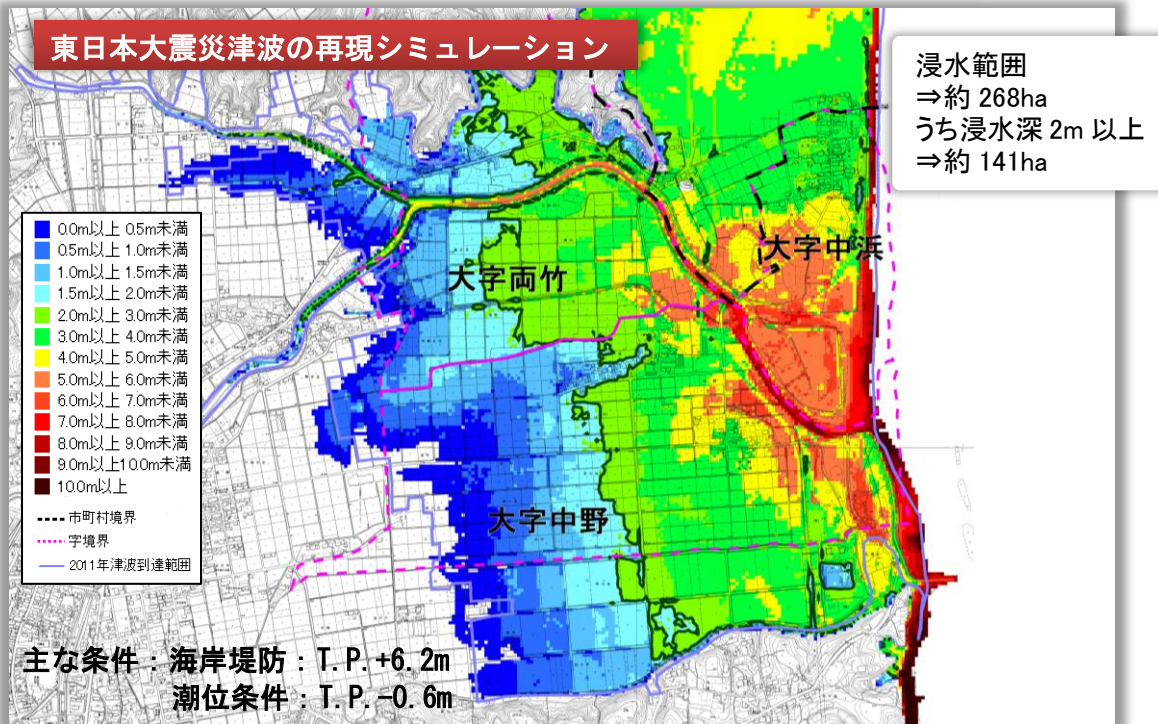 東日本大震災津波の再現シミュレーション
浸水範囲
⇒約 268ha
うち浸水深 2m 以上
⇒約 141ha
0.0m以上 0.5m未満
0.5m以上 1.0m未満
1.0m以上 1.5m未満
1.5m以上 2.0m未満
2.0m以上 3.0m未満
3.0m以上 4.0m未満
4.0m以上 5.0m未満
5.0m以上 6.0m未満
6.0m以上 7.0m未満
7.0m以上 8.0m未満
8.0m以上 9.0m未満
9.0m以上10.0m未満
10.0m以上
市町村境界
字境界
2011年津波到達範囲
大字中浜
大字両竹
大字中野
主な条件：海岸堤防：T.P.+6.2m
潮位条件：T.P.-0.6m